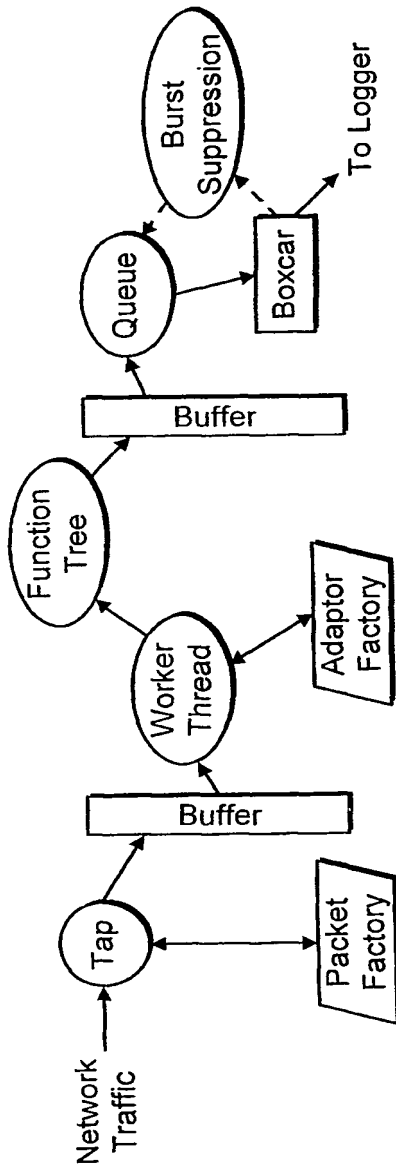 Network
Traffic
Tap
Packet
Factory
Buffer
Worker
Thread
Adaptor
Factory
Function
Tree
Buffer
Queue
Boxcar
Burst
Suppression
To Logger